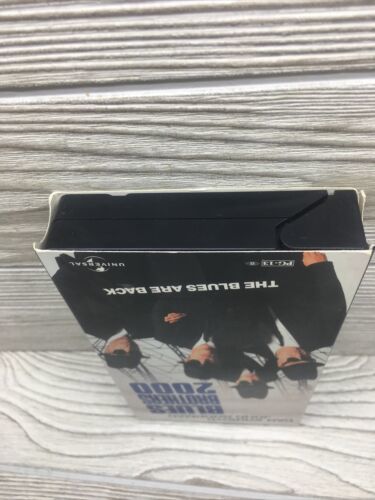 BLUES
BROTHERS
2000
THE BLUES ARE BACK
PG-13
UNIVERSAL